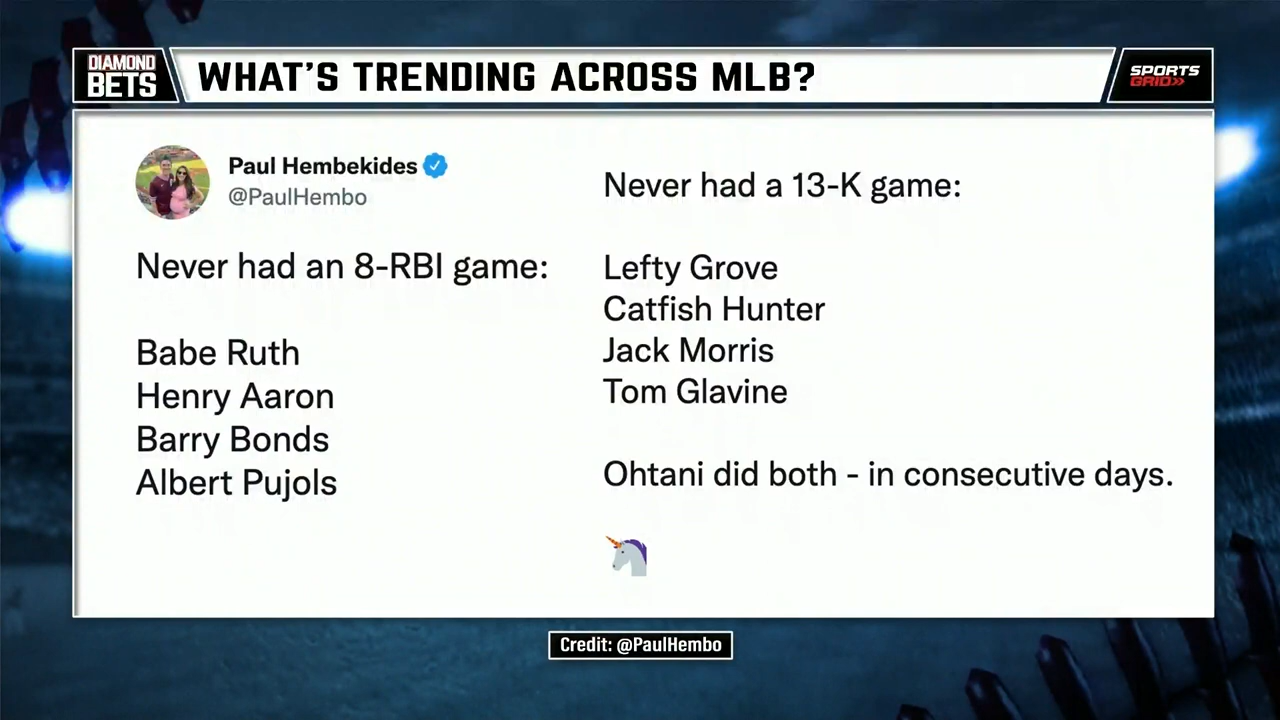 DIAMOND
BETS
WHAT'S TRENDING ACROSS MLB?
SPORTS
GRID»
Paul Hembekides
@PaulHembo
Never had an 8-RBI game:
Babe Ruth
Henry Aaron
Barry Bonds
Albert Pujols
Never had a 13-K game:
Lefty Grove
Catfish Hunter
Jack Morris
Tom Glavine
Ohtani did both - in consecutive days.
Credit: @PaulHembo